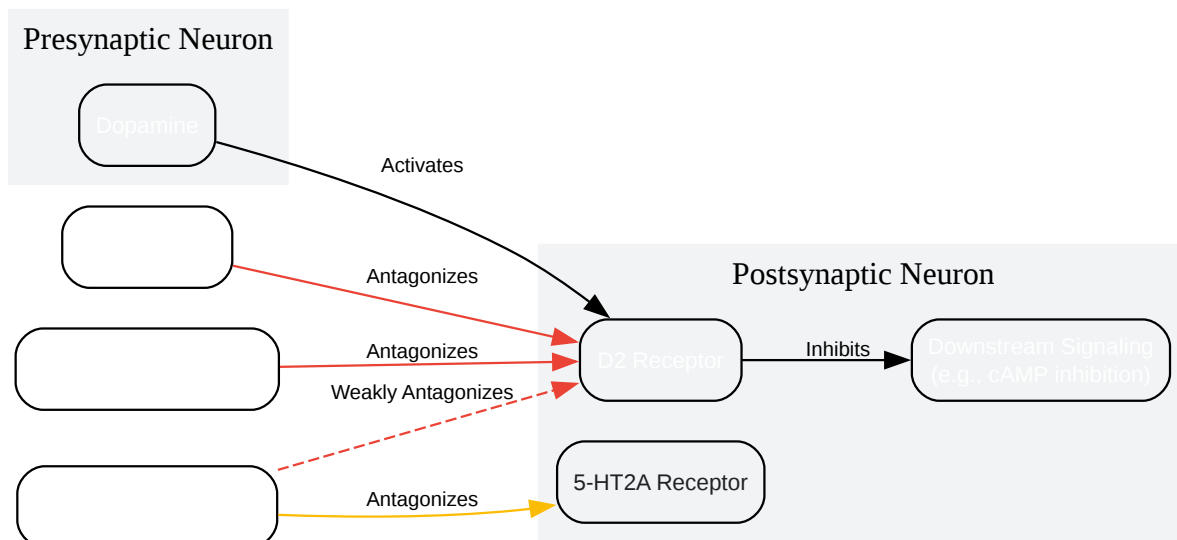 Presynaptic Neuron
Dopamine
Activates
Antagonizes
Postsynaptic Neuron
Antagonizes
D2 Receptor
Inhibits
Downstream Signaling
(e.g., cAMP inhibition)
Weakly Antagonizes
5-HT2A Receptor
Antagonizes